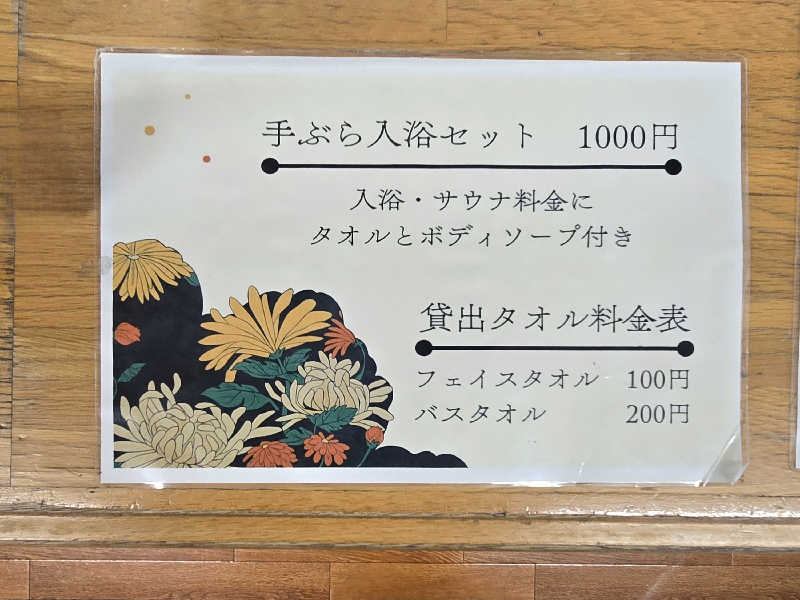 手ぶら入浴セット 1000円
入浴・サウナ料金に
タオルとボディソープ付き
貸出タオル料金表
フェイスタオル 100円
バスタオル 200円